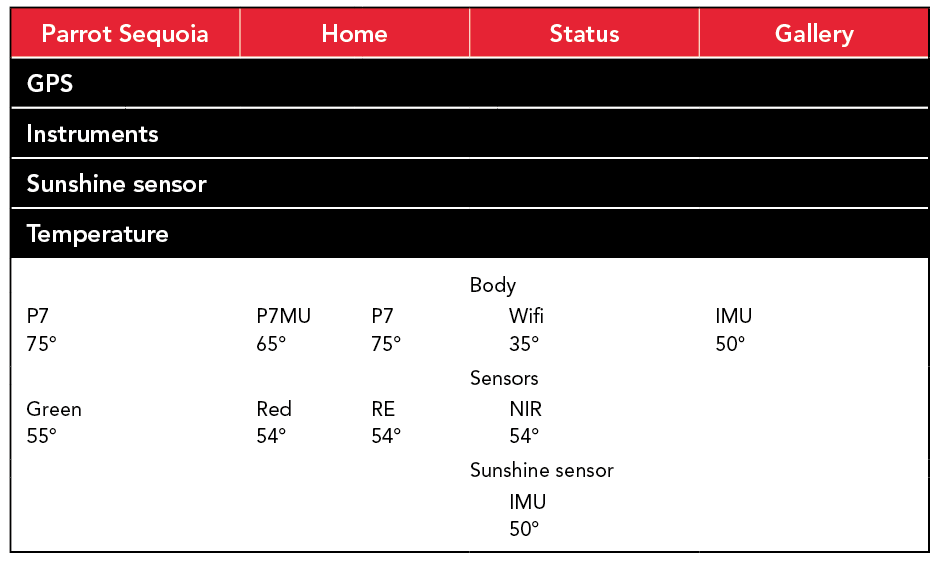 Parrot Sequoia Home Status Gallery
GPS
Instruments
Sunshine sensor
Temperature
Body
P7 P7MU P7 Wifi IMU
75° 65° 75° 35° 50°
Sensors
Green Red RE NIR
55° 54° 54° 54°
Sunshine sensor
IMU
50°